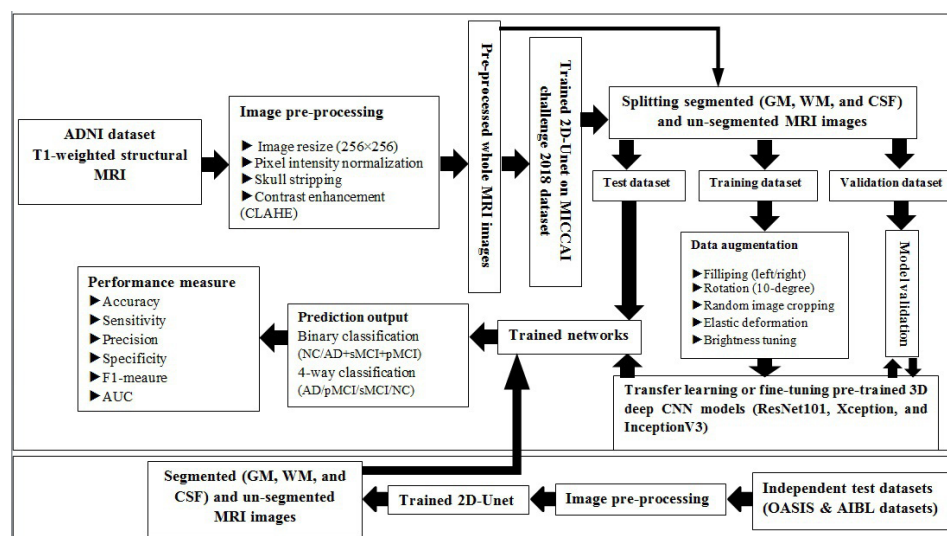 ADNI dataset
T1-weighted structural
MRI
Image pre-processing
► Image resize (256×256)
►Pixel intensity normalization
► Skull stripping
► Contrast enhancement
(CLAHE)
Pre-processed whole MRI images
Trained 2D-Unet on MICCAI
challenge 2018 dataset
Splitting segmented (GM, WM, and CSF)
and un-segmented MRI images
Test dataset
Training dataset
Validation dataset
Data augmentation
►Filliping (left/right)
►Rotation (10-degree)
►Random image cropping
►Elastic deformation
►Brightness tuning
Model validation
Transfer learning or fine-tuning pre-trained 3D
deep CNN models (ResNet101, Xception, and
InceptionV3)
Trained networks
Prediction output
Binary classification
(NC/AD+sMCI+pMCI)
4-way classification
(AD/pMCI/sMCI/NC)
Performance measure
►Accuracy
►Sensitivity
►Precision
►Specificity
►F1-meaure
►AUC
Segmented (GM, WM, and
CSF) and un-segmented
MRI images
Trained 2D-Unet
Image pre-processing
Independent test datasets
(OASIS & AIBL datasets)